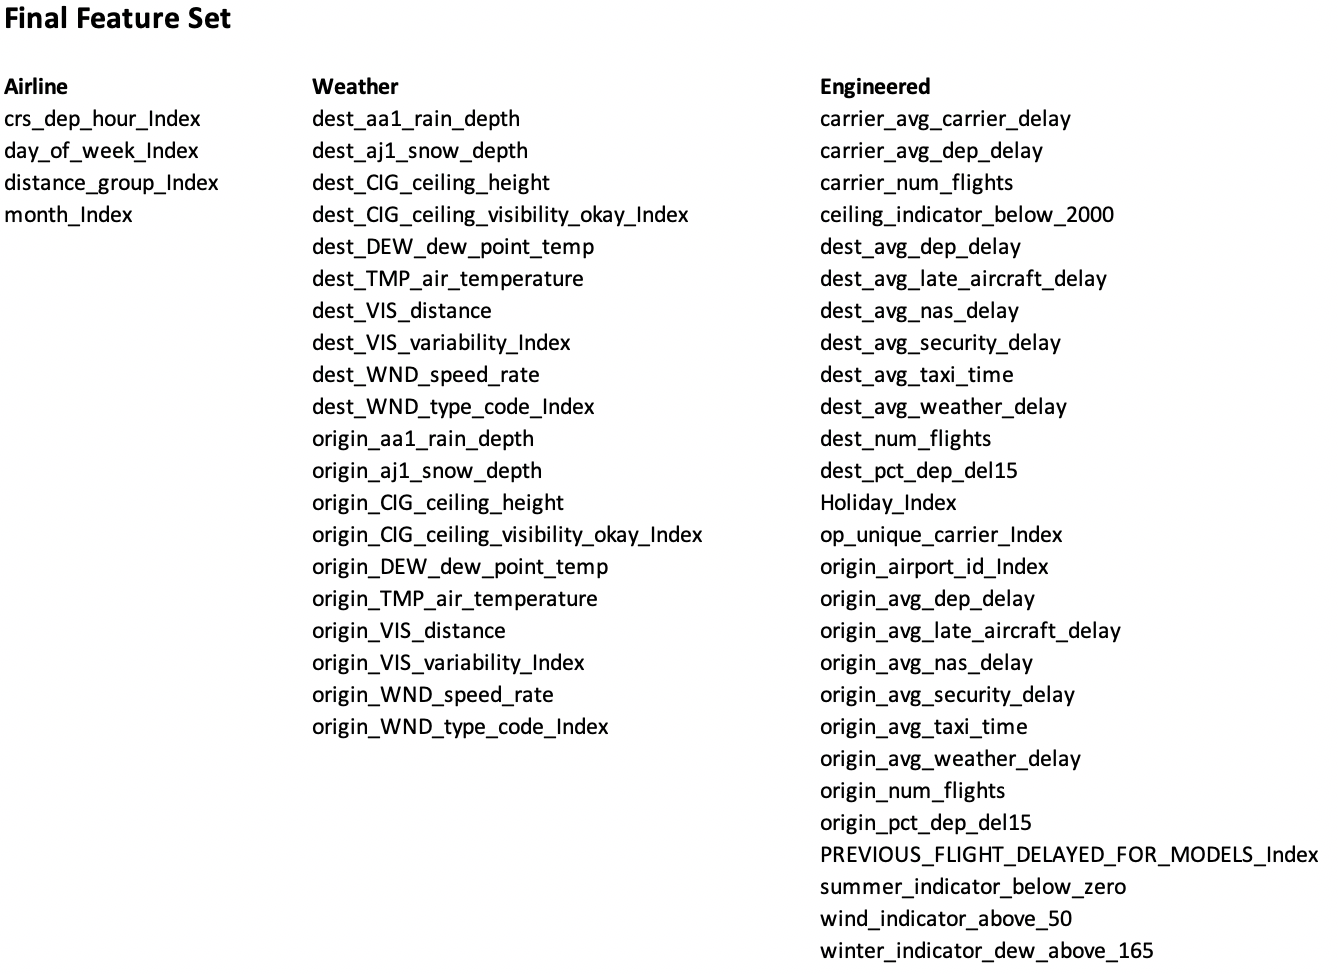 Final Feature Set
Airline
crs_dep_hour_Index
day_of_week_Index
distance_group_Index
month_Index
Weather
dest_aa1_rain_depth
dest_aj1_snow_depth
dest_CIG_ceiling_height
dest_CIG_ceiling_visibility_okay_Index
dest_DEW_dew_point_temp
dest_TMP_air_temperature
dest_VIS_distance
dest_VIS_variability_Index
dest_WND_speed_rate
dest_WND_type_code_Index
origin_aa1_rain_depth
origin_aj1_snow_depth
origin_CIG_ceiling_height
origin_CIG_ceiling_visibility_okay_Index
origin_DEW_dew_point_temp
origin_TMP_air_temperature
origin_VIS_distance
origin_VIS_variability_Index
origin_WND_speed_rate
origin_WND_type_code_Index
Engineered
carrier_avg_carrier_delay
carrier_avg_dep_delay
carrier_num_flights
ceiling_indicator_below_2000
dest_avg_dep_delay
dest_avg_late_aircraft_delay
dest_avg_nas_delay
dest_avg_security_delay
dest_avg_taxi_time
dest_avg_weather_delay
dest_num_flights
dest_pct_dep_del15
Holiday_Index
op_unique_carrier_Index
origin_airport_id_Index
origin_avg_dep_delay
origin_avg_late_aircraft_delay
origin_avg_nas_delay
origin_avg_security_delay
origin_avg_taxi_time
origin_avg_weather_delay
origin_num_flights
origin_pct_dep_del15
PREVIOUS_FLIGHT_DELAYED_FOR_MODELS_Index
summer_indicator_below_zero
wind_indicator_above_50
winter_indicator_dew_above_165